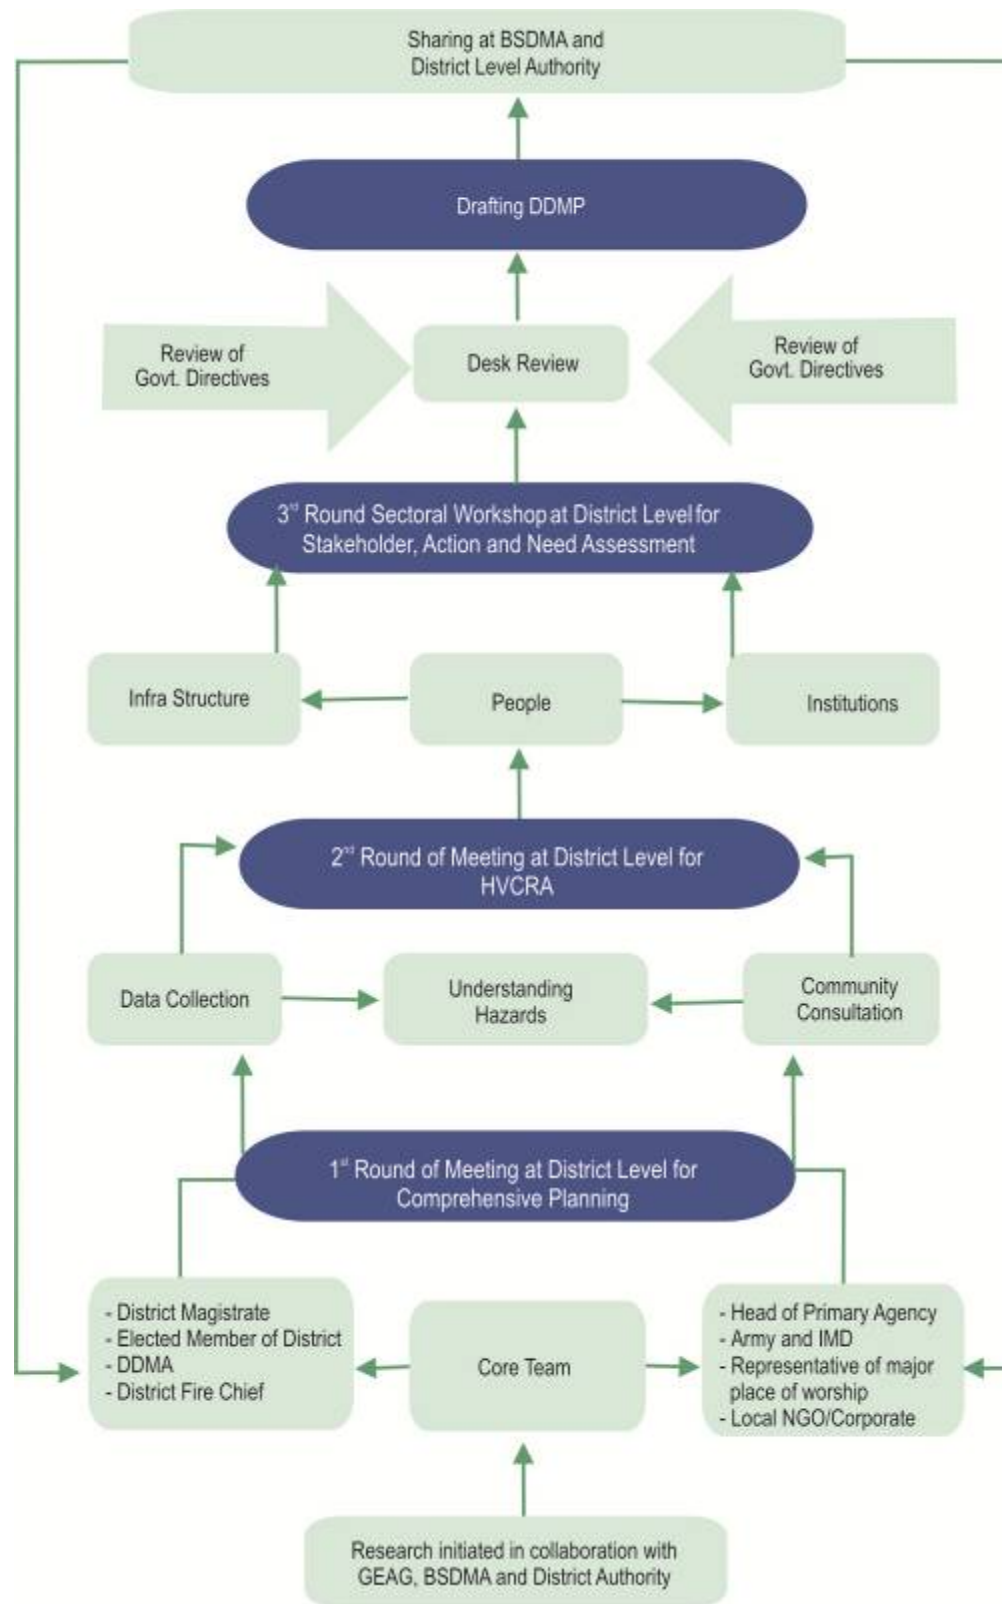 Sharing at BSDMA and
District Level Authority
Drafting DDMP
Review of
Govt. Directives
Desk Review
Review of
Govt. Directives
3rd Round Sectoral Workshop at District Level for
Stakeholder, Action and Need Assessment
Infra Structure
People
Institutions
2nd Round of Meeting at District Level for
HVCRA
Data Collection
Understanding
Hazards
Community
Consultation
1st Round of Meeting at District Level for
Comprehensive Planning
- District Magistrate
- Elected Member of District
- DDMA
- District Fire Chief
Core Team
- Head of Primary Agency
- Army and IMD
- Representative of major
place of worship
- Local NGO/Corporate
Research initiated in collaboration with
GEAG, BSDMA and District Authority